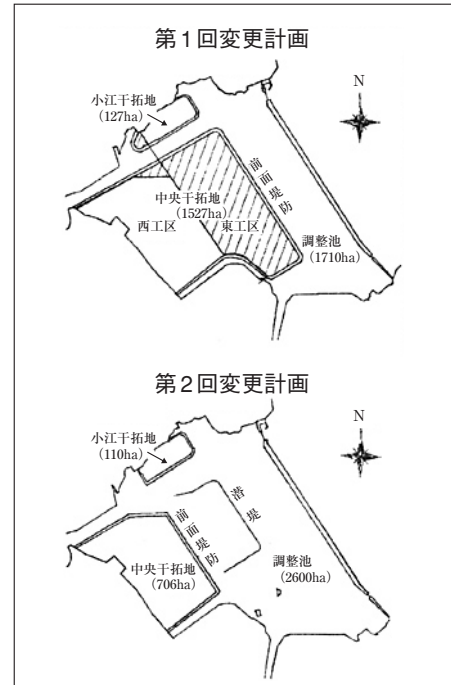 第1回変更計画
N
小江干拓地
(127ha)
中央干拓地
(1527ha)
西工区
東工区
前面堤防
調整池
(1710ha)
第2回変更計画
N
小江干拓地
(110ha)
潜堤
前面堤防
中央干拓地
(706ha)
調整池
(2600ha)